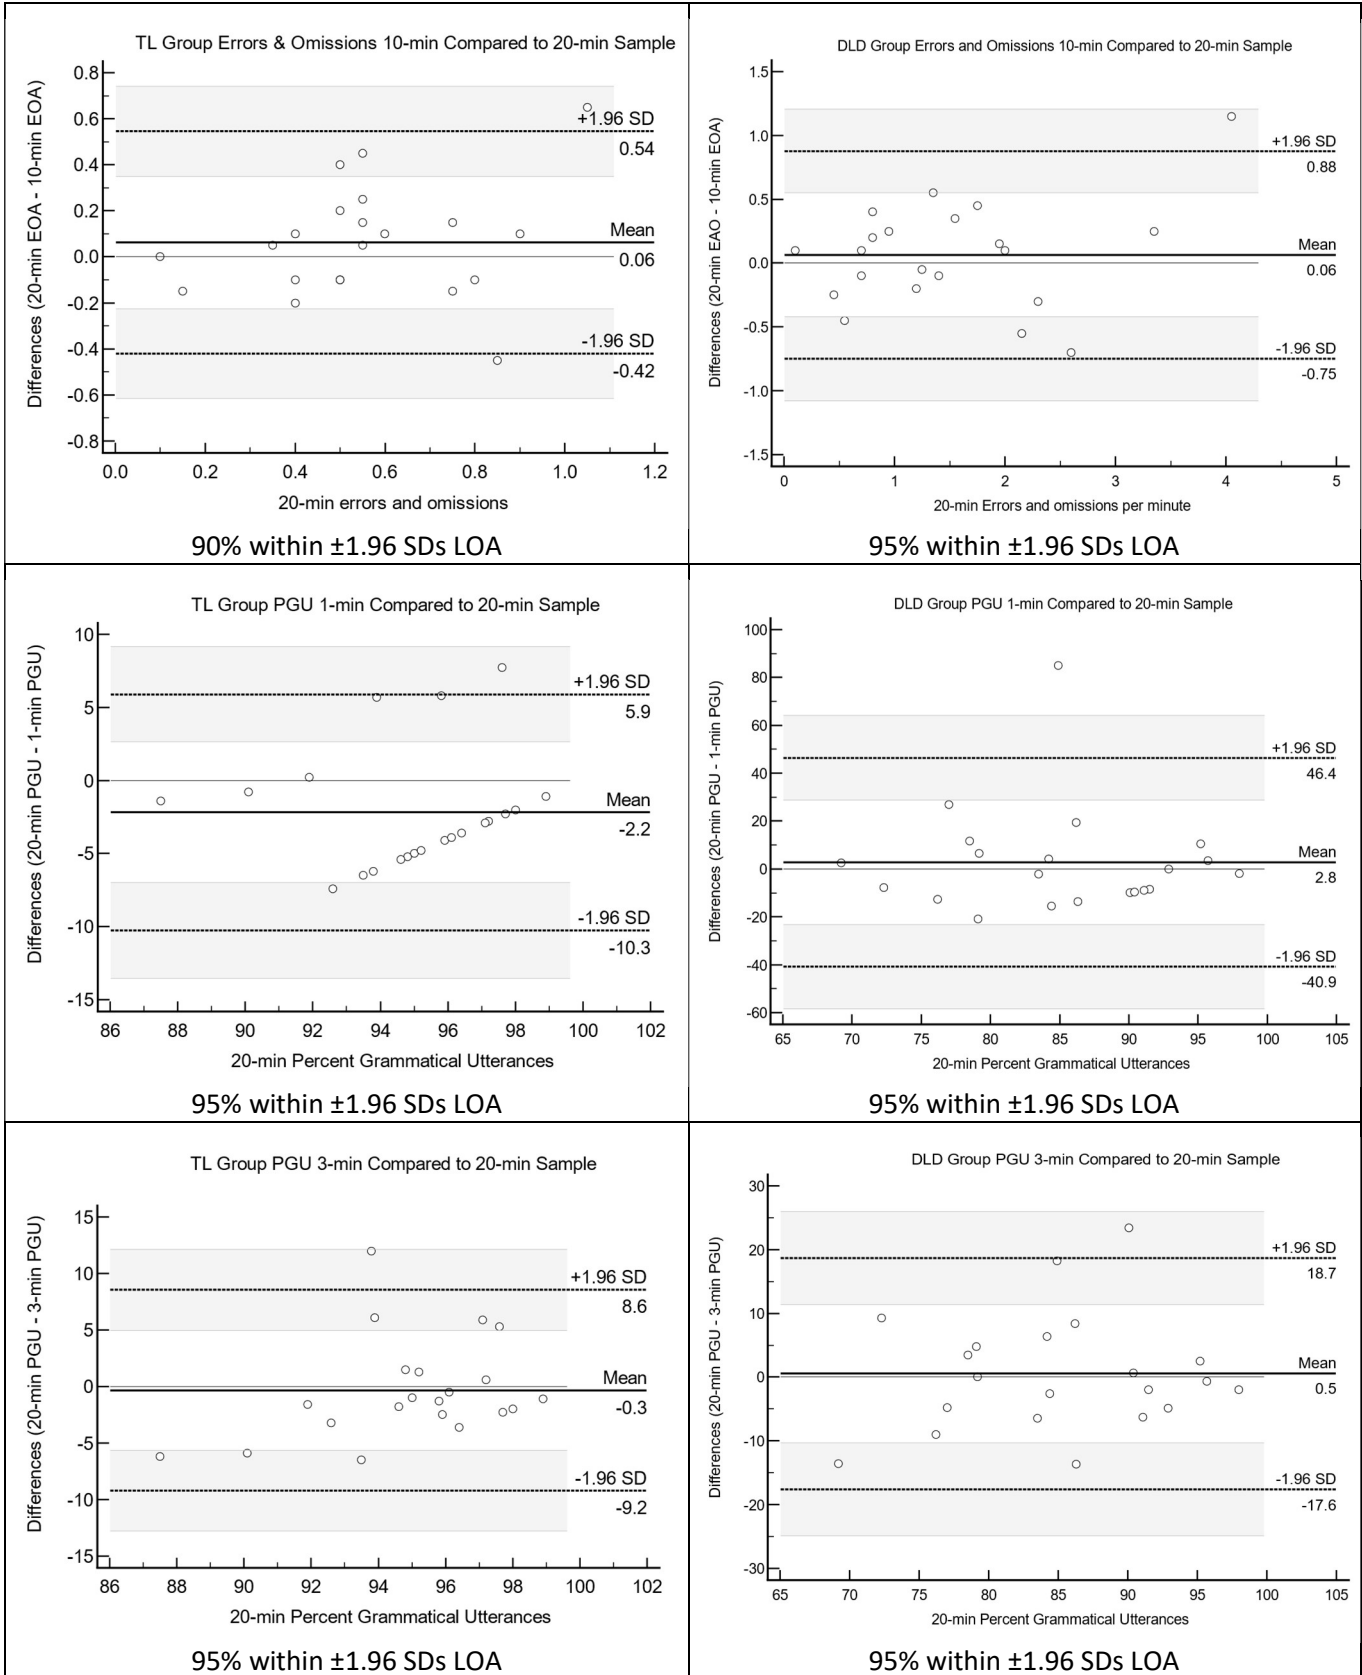 TL Group Errors & Omissions 10-min Compared to 20-min Sample
Differences (20-min EOA - 10-min EOA)
0.8
0.6
0.4
0.2
0.0
-0.2
-0.4
-0.6
-0.8
+1.96 SD
0.54
Mean
0.06
-1.96 SD
-0.42
0.0 0.2 0.4 0.6 0.8 1.0 1.2
20-min errors and omissions
90% within ±1.96 SDs LOA
DLD Group Errors and Omissions 10-min Compared to 20-min Sample
Differences (20-min EAO - 10-min EOA)
1.5
1.0
0.5
0.0
-0.5
-1.0
-1.5
+1.96 SD
0.88
Mean
0.06
-1.96 SD
-0.75
0 1 2 3 4 5
20-min Errors and omissions per minute
95% within ±1.96 SDs LOA
TL Group PGU 1-min Compared to 20-min Sample
Differences (20-min PGU - 1-min PGU)
10
5
0
-5
-10
-15
+1.96 SD
5.9
Mean
-2.2
-1.96 SD
-10.3
86 88 90 92 94 96 98 100 102
20-min Percent Grammatical Utterances
95% within ±1.96 SDs LOA
DLD Group PGU 1-min Compared to 20-min Sample
Differences (20-min PGU - 1-min PGU)
100
80
60
40
20
0
-20
-40
-60
+1.96 SD
46.4
Mean
2.8
-1.96 SD
-40.9
65 70 75 80 85 90 95 100 105
20-min Percent Grammatical Utterances
95% within ±1.96 SDs LOA
TL Group PGU 3-min Compared to 20-min Sample
Differences (20-min PGU - 3-min PGU)
15
10
5
0
-5
-10
-15
+1.96 SD
8.6
Mean
-0.3
-1.96 SD
-9.2
86 88 90 92 94 96 98 100 102
20-min Percent Grammatical Utterances
95% within ±1.96 SDs LOA
DLD Group PGU 3-min Compared to 20-min Sample
Differences (20-min PGU - 3-min PGU)
30
20
10
0
-10
-20
-30
+1.96 SD
18.7
Mean
0.5
-1.96 SD
-17.6
65 70 75 80 85 90 95 100 105
20-min Percent Grammatical Utterances
95% within ±1.96 SDs LOA